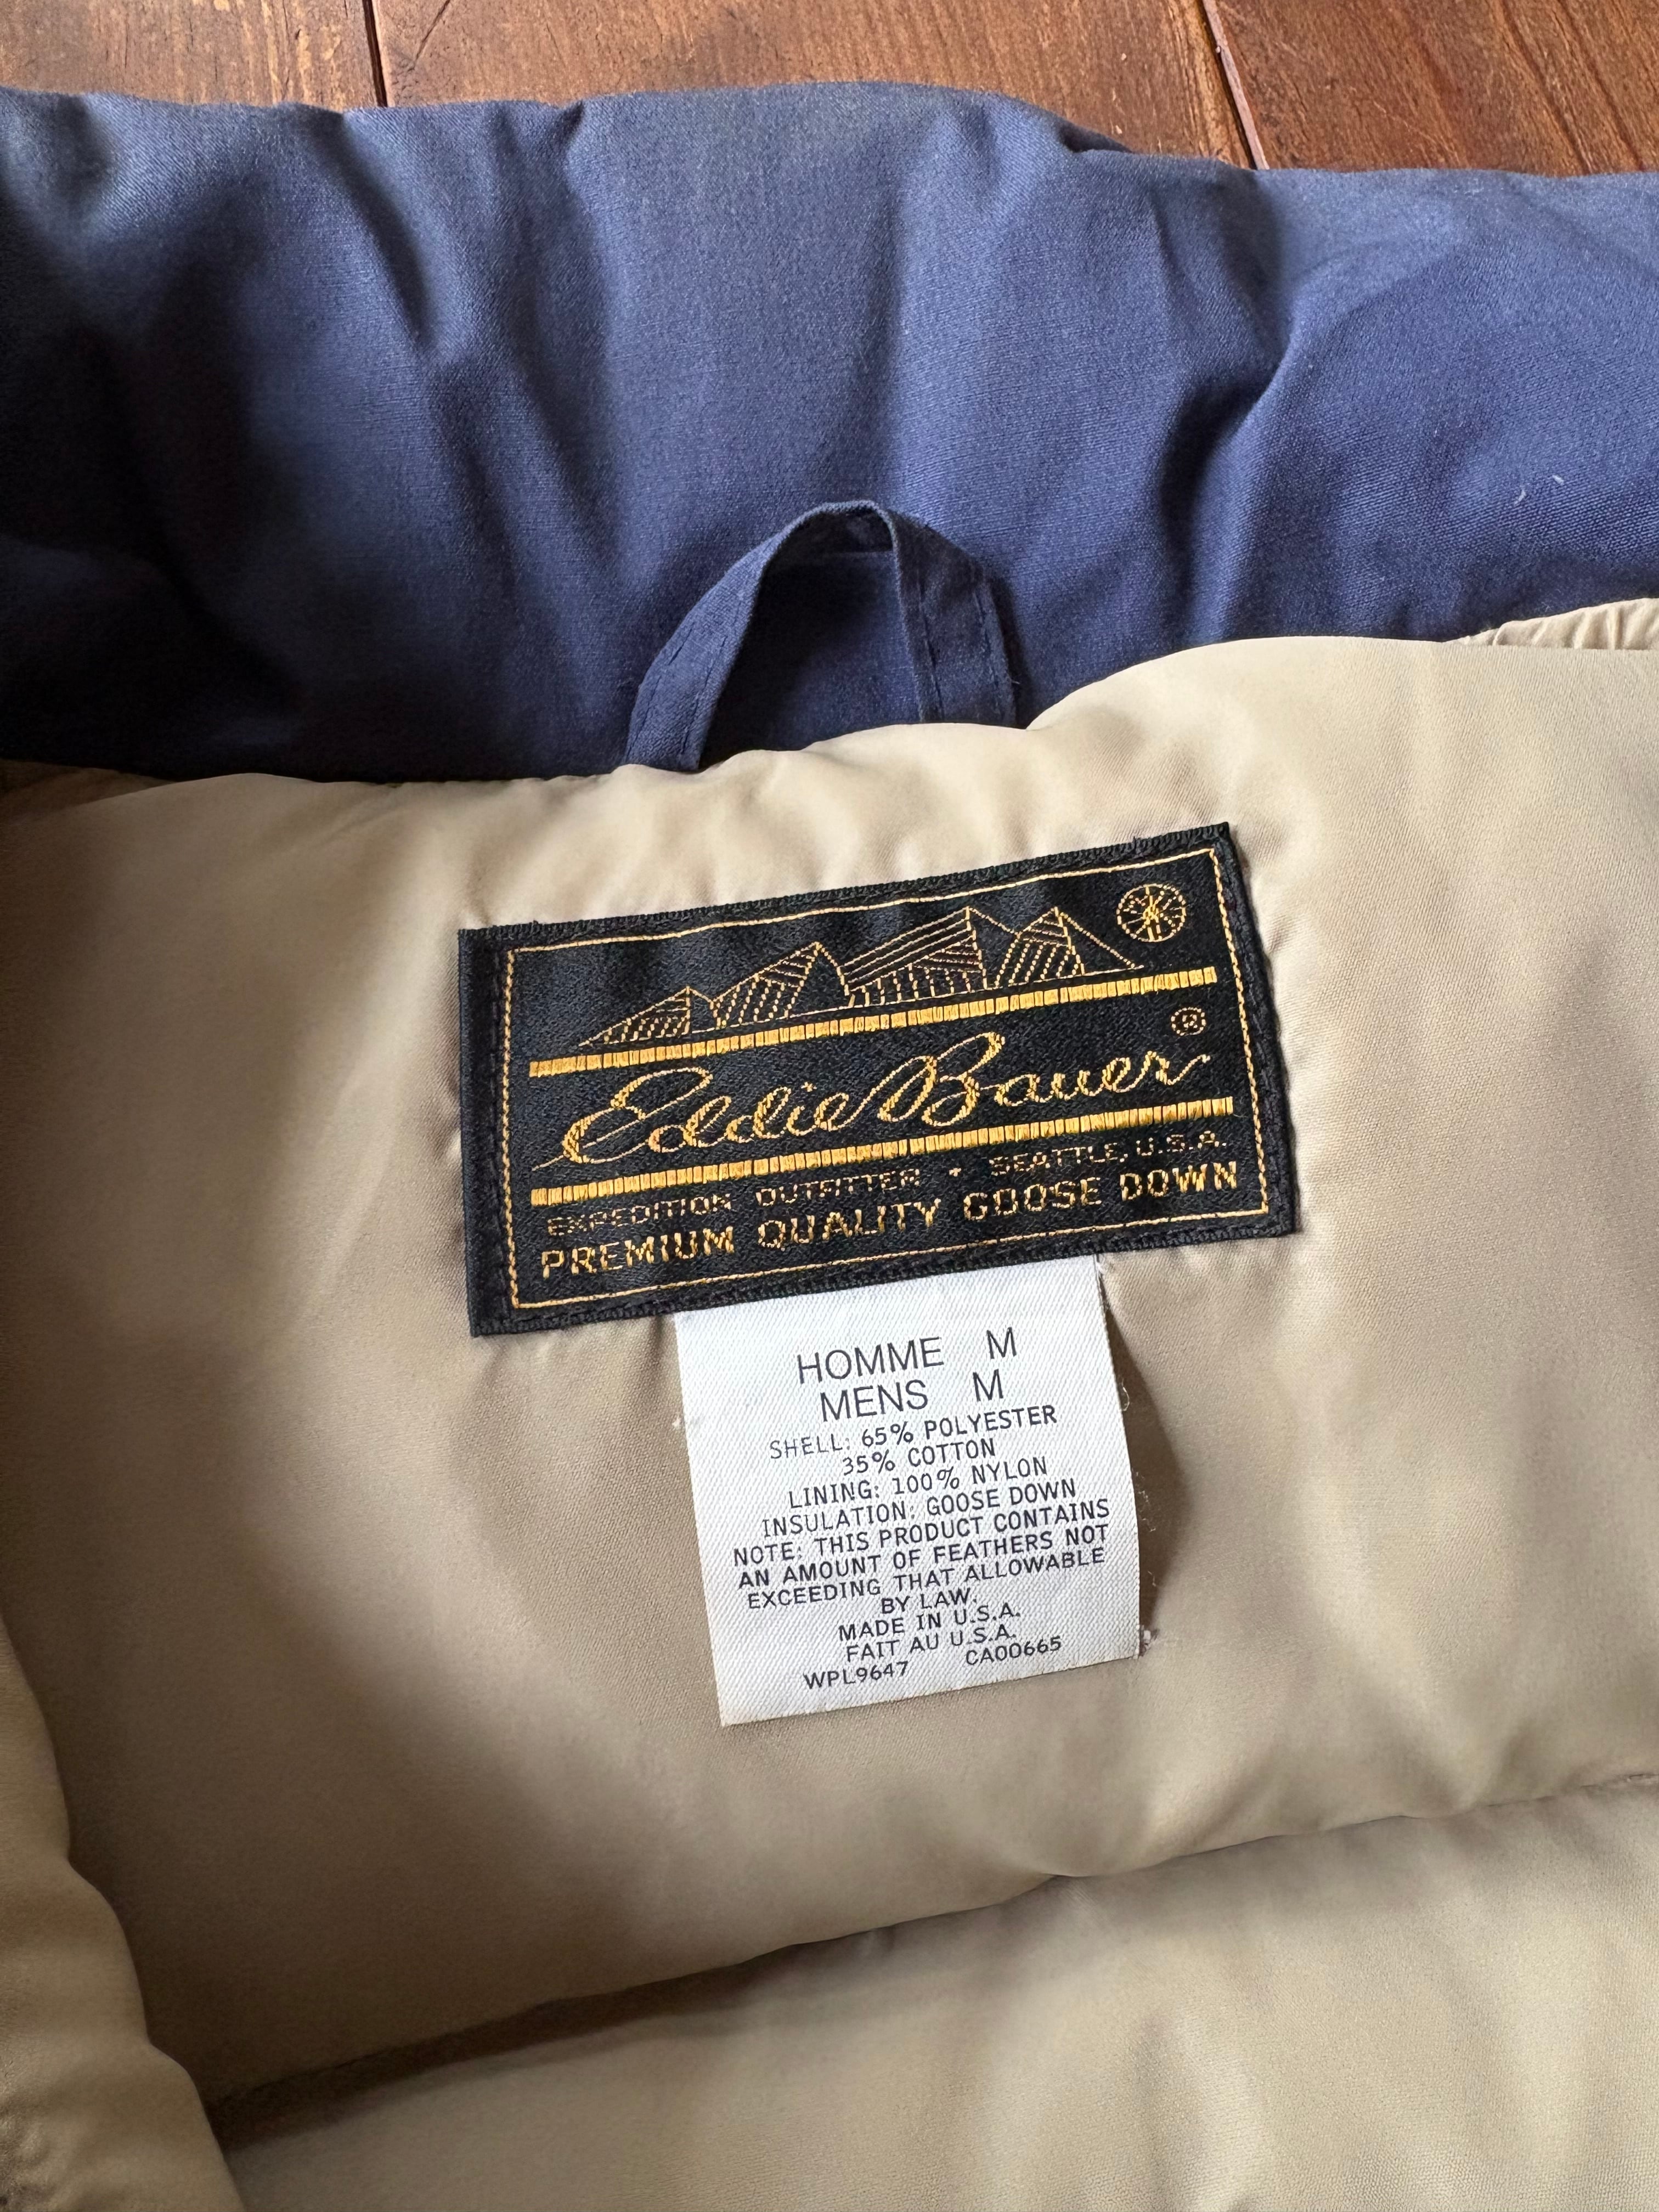 Eddie Bauer ®
EXPEDITION OUTFITTER • SEATTLE, U.S.A.
PREMIUM QUALITY GOOSE DOWN
HOMME M
MENS M
SHELL: 65% POLYESTER
35% COTTON
LINING: 100% NYLON
INSULATION: GOOSE DOWN
NOTE: THIS PRODUCT CONTAINS
AN AMOUNT OF FEATHERS NOT
EXCEEDING THAT ALLOWABLE
BY LAW.
MADE IN U.S.A.
FAIT AU U.S.A.
WPL9647 CA00665